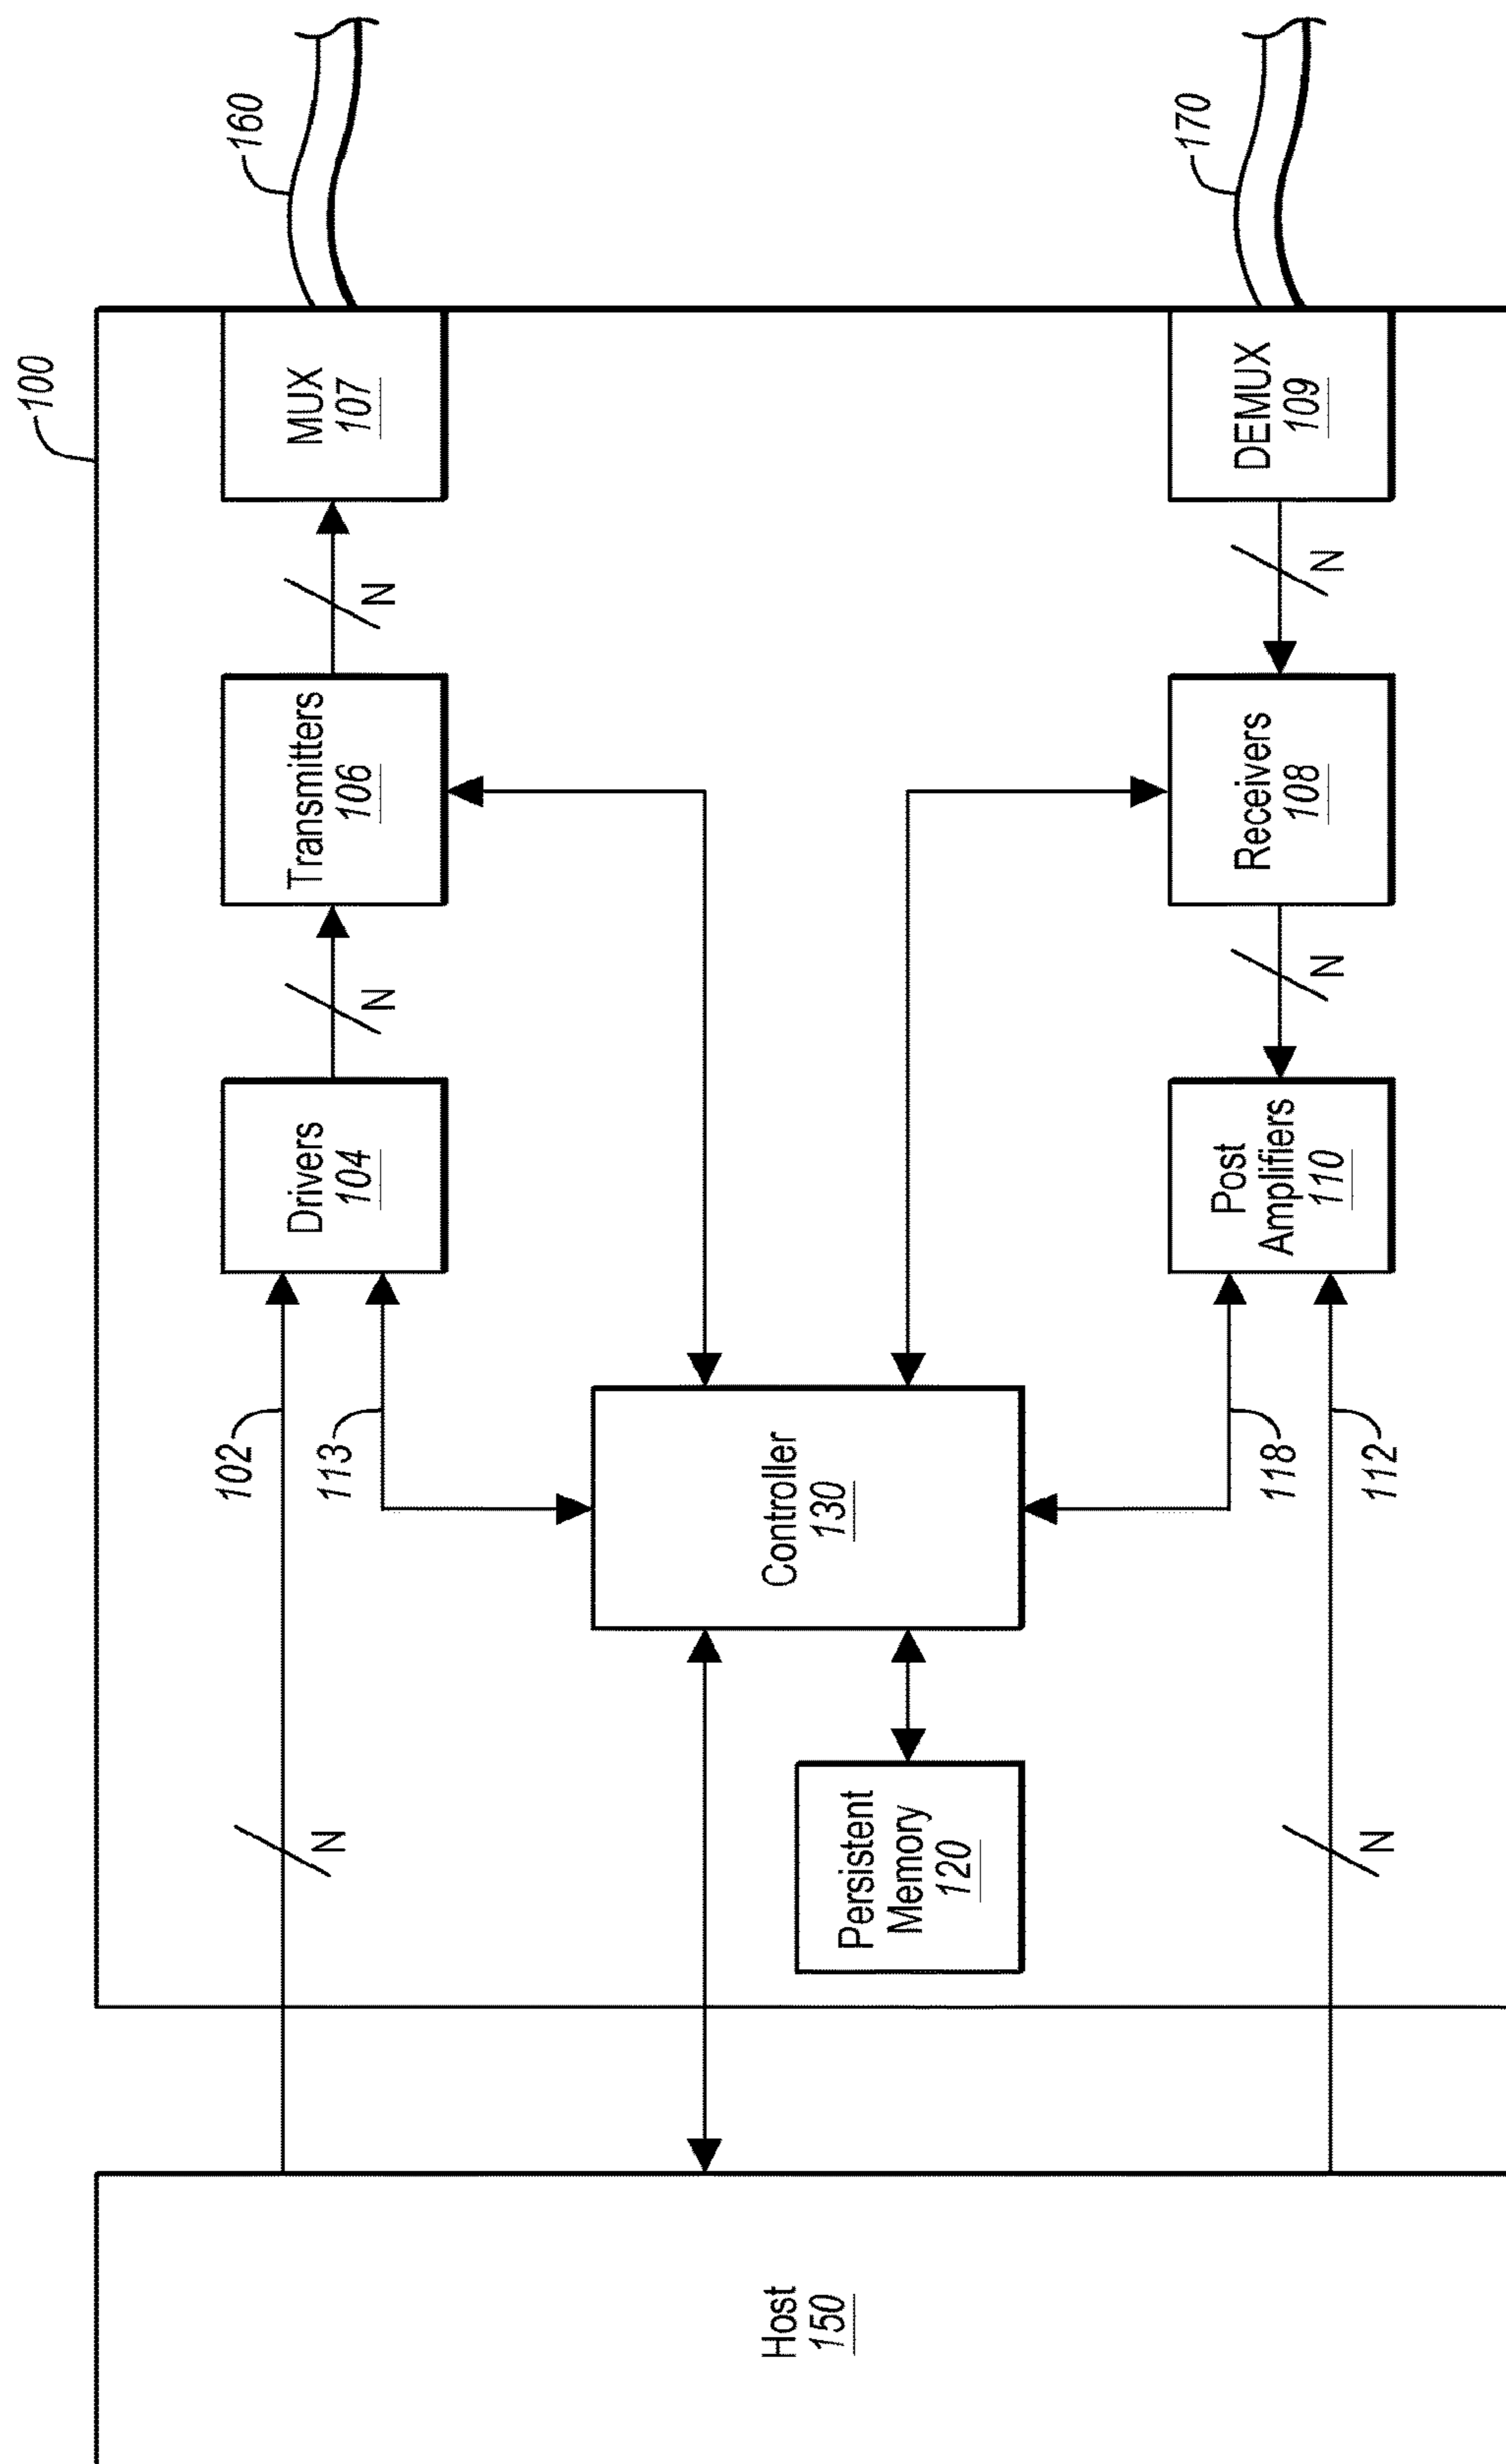 100
160
MUX
107
N
Transmitters
106
N
Drivers
104
102
113
N
170
DEMUX
109
N
Receivers
108
N
Post
Amplifiers
110
118
112
N
Controller
130
Persistent
Memory
120
Host
150